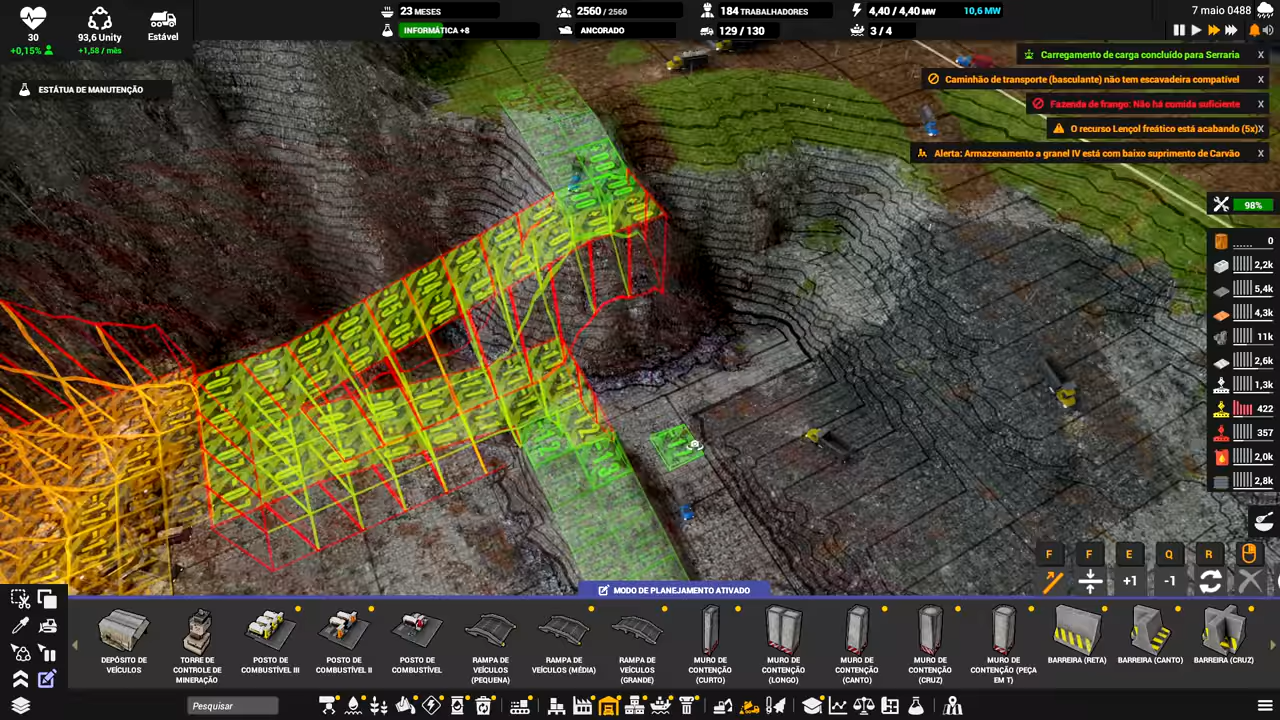 23 MESES
2560 / 2560
184 TRABALHADORES
4,40 / 4,40 MW
10,6 MW
7 maio 0488
30
93,6 Unity
Estável
+0,15%
+1,58 / mês
INFORMÁTICA +8
ANCORADO
129 / 130
3 / 4
Carregamento de carga concluído para Serraria X
ESTÁTUA DE MANUTENÇÃO
Caminhão de transporte (basculante) não tem escavadeira compatível X
Fazenda de frango: Não há comida suficiente X
O recurso Lençol freático está acabando (5x) X
Alerta: Armazenamento a granel IV está com baixo suprimento de Carvão X
98%
0
2,2k
5,4k
4,3k
11k
2,6k
1,3k
422
357
2,0k
2,8k
F F E Q R
+1 -1
MODO DE PLANEJAMENTO ATIVADO
DEPÓSITO DE VEÍCULOS
TORRE DE CONTROLE DE MINERAÇÃO
POSTO DE COMBUSTÍVEL III
POSTO DE COMBUSTÍVEL II
POSTO DE COMBUSTÍVEL
RAMPA DE VEÍCULOS (PEQUENA)
RAMPA DE VEÍCULOS (MÉDIA)
RAMPA DE VEÍCULOS (GRANDE)
MURO DE CONTENÇÃO (CURTO)
MURO DE CONTENÇÃO (LONGO)
MURO DE CONTENÇÃO (CANTO)
MURO DE CONTENÇÃO (CRUZ)
MURO DE CONTENÇÃO (PEÇA EM T)
BARREIRA (RETA)
BARREIRA (CANTO)
BARREIRA (CRUZ)
Pesquisar